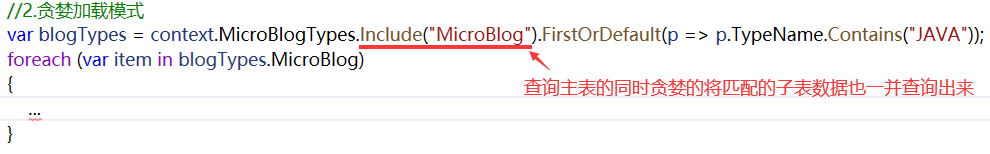 //2.贪婪加载模式
var blogTypes = context.MicroBlogTypes.Include("MicroBlog").FirstOrDefault(p => p.TypeName.Contains("JAVA"));
foreach (var item in blogTypes.MicroBlog)
{
查询主表的同时贪婪的将匹配的子表数据也一并查询出来
...
}